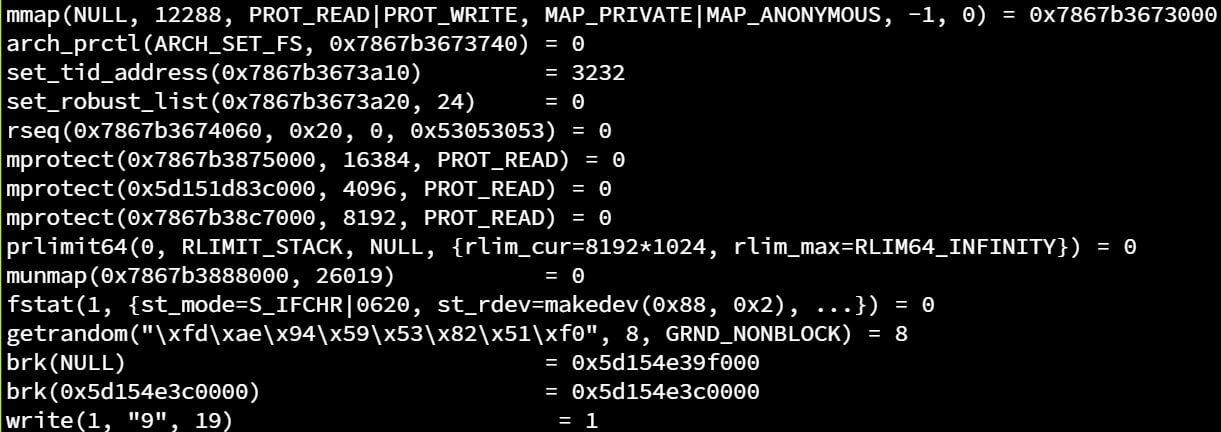 mmap(NULL, 12288, PROT_READ|PROT_WRITE, MAP_PRIVATE|MAP_ANONYMOUS, -1, 0) = 0x7867b3673000
arch_prctl(ARCH_SET_FS, 0x7867b3673740) = 0
set_tid_address(0x7867b3673a10)         = 3232
set_robust_list(0x7867b3673a20, 24)     = 0
rseq(0x7867b3674060, 0x20, 0, 0x53053053) = 0
mprotect(0x7867b3875000, 16384, PROT_READ) = 0
mprotect(0x5d151d83c000, 4096, PROT_READ) = 0
mprotect(0x7867b38c7000, 8192, PROT_READ) = 0
prlimit64(0, RLIMIT_STACK, NULL, {rlim_cur=8192*1024, rlim_max=RLIM64_INFINITY}) = 0
munmap(0x7867b3888000, 26019)           = 0
fstat(1, {st_mode=S_IFCHR|0620, st_rdev=makedev(0x88, 0x2), ...}) = 0
getrandom("\xfd\xae\x94\x59\x53\x82\x51\xf0", 8, GRND_NONBLOCK) = 8
brk(NULL)                               = 0x5d154e39f000
brk(0x5d154e3c0000)                     = 0x5d154e3c0000
write(1, "9", 19)                        = 1